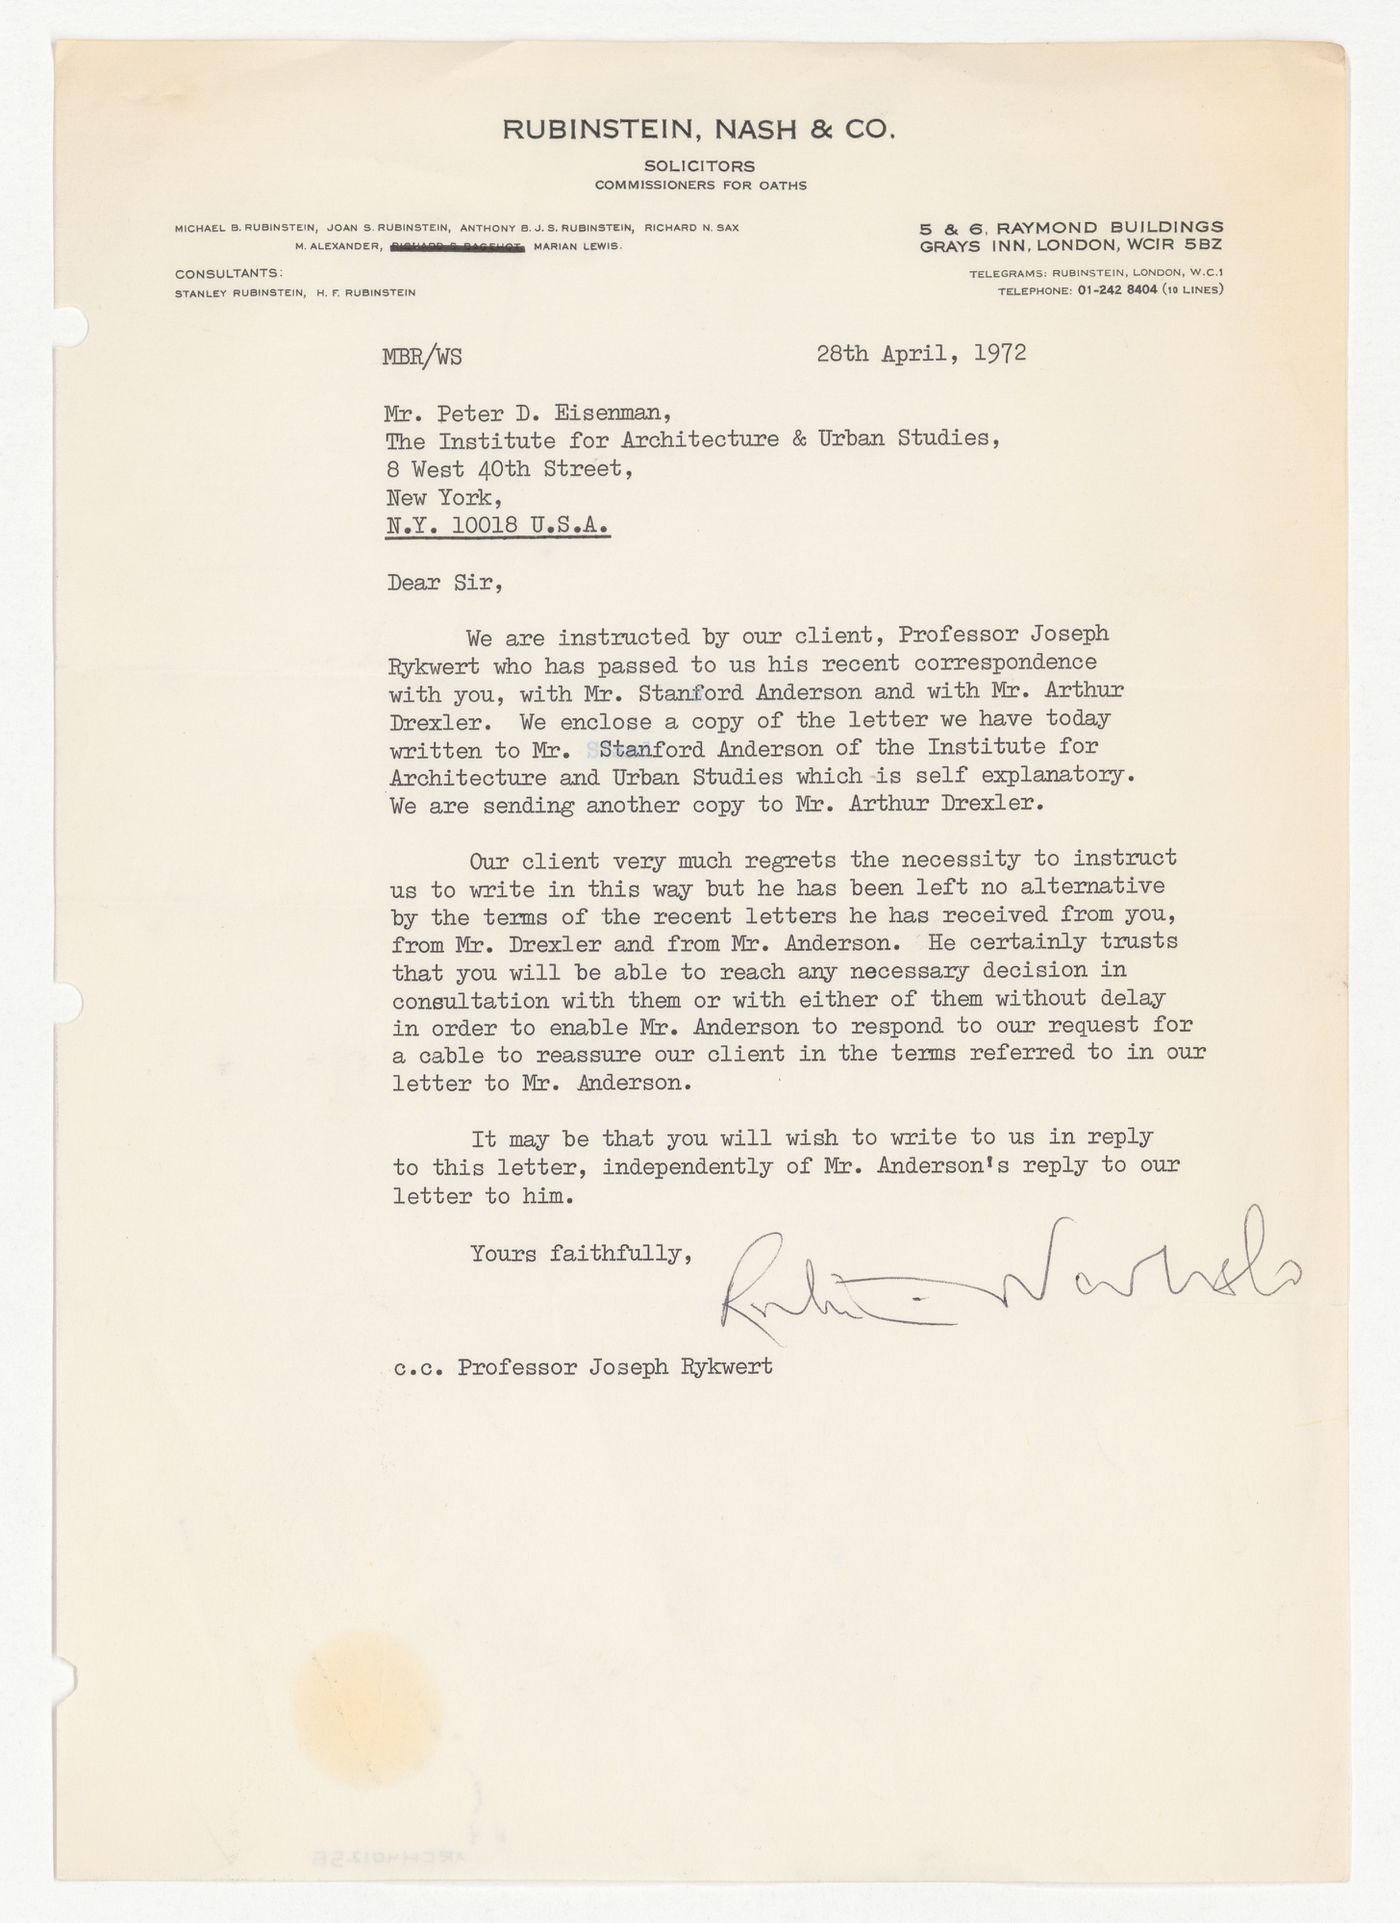 RUBINSTEIN, NASH & CO.
SOLICITORS
COMMISSIONERS FOR OATHS
MICHAEL B. RUBINSTEIN, JOAN S. RUBINSTEIN, ANTHONY B. J. S. RUBINSTEIN, RICHARD N. SAX
M. ALEXANDER, MARIAN LEWIS.
CONSULTANTS:
STANLEY RUBINSTEIN, H. F. RUBINSTEIN
5 & 6, RAYMOND BUILDINGS
GRAYS INN, LONDON, WC1R 5BZ
TELEGRAMS: RUBINSTEIN, LONDON, W.C.1
TELEPHONE: 01-242 8404 (10 LINES)
MBR/WS 28th April, 1972
Mr. Peter D. Eisenman,
The Institute for Architecture & Urban Studies,
8 West 40th Street,
New York,
N.Y. 10018 U.S.A.
Dear Sir,
We are instructed by our client, Professor Joseph
Rykwert who has passed to us his recent correspondence
with you, with Mr. Stanford Anderson and with Mr. Arthur
Drexler. We enclose a copy of the letter we have today
written to Mr. Stanford Anderson of the Institute for
Architecture and Urban Studies which is self explanatory.
We are sending another copy to Mr. Arthur Drexler.
Our client very much regrets the necessity to instruct
us to write in this way but he has been left no alternative
by the terms of the recent letters he has received from you,
from Mr. Drexler and from Mr. Anderson. He certainly trusts
that you will be able to reach any necessary decision in
consultation with them or with either of them without delay
in order to enable Mr. Anderson to respond to our request for
a cable to reassure our client in the terms referred to in our
letter to Mr. Anderson.
It may be that you will wish to write to us in reply
to this letter, independently of Mr. Anderson's reply to our
letter to him.
Yours faithfully,
c.c. Professor Joseph Rykwert